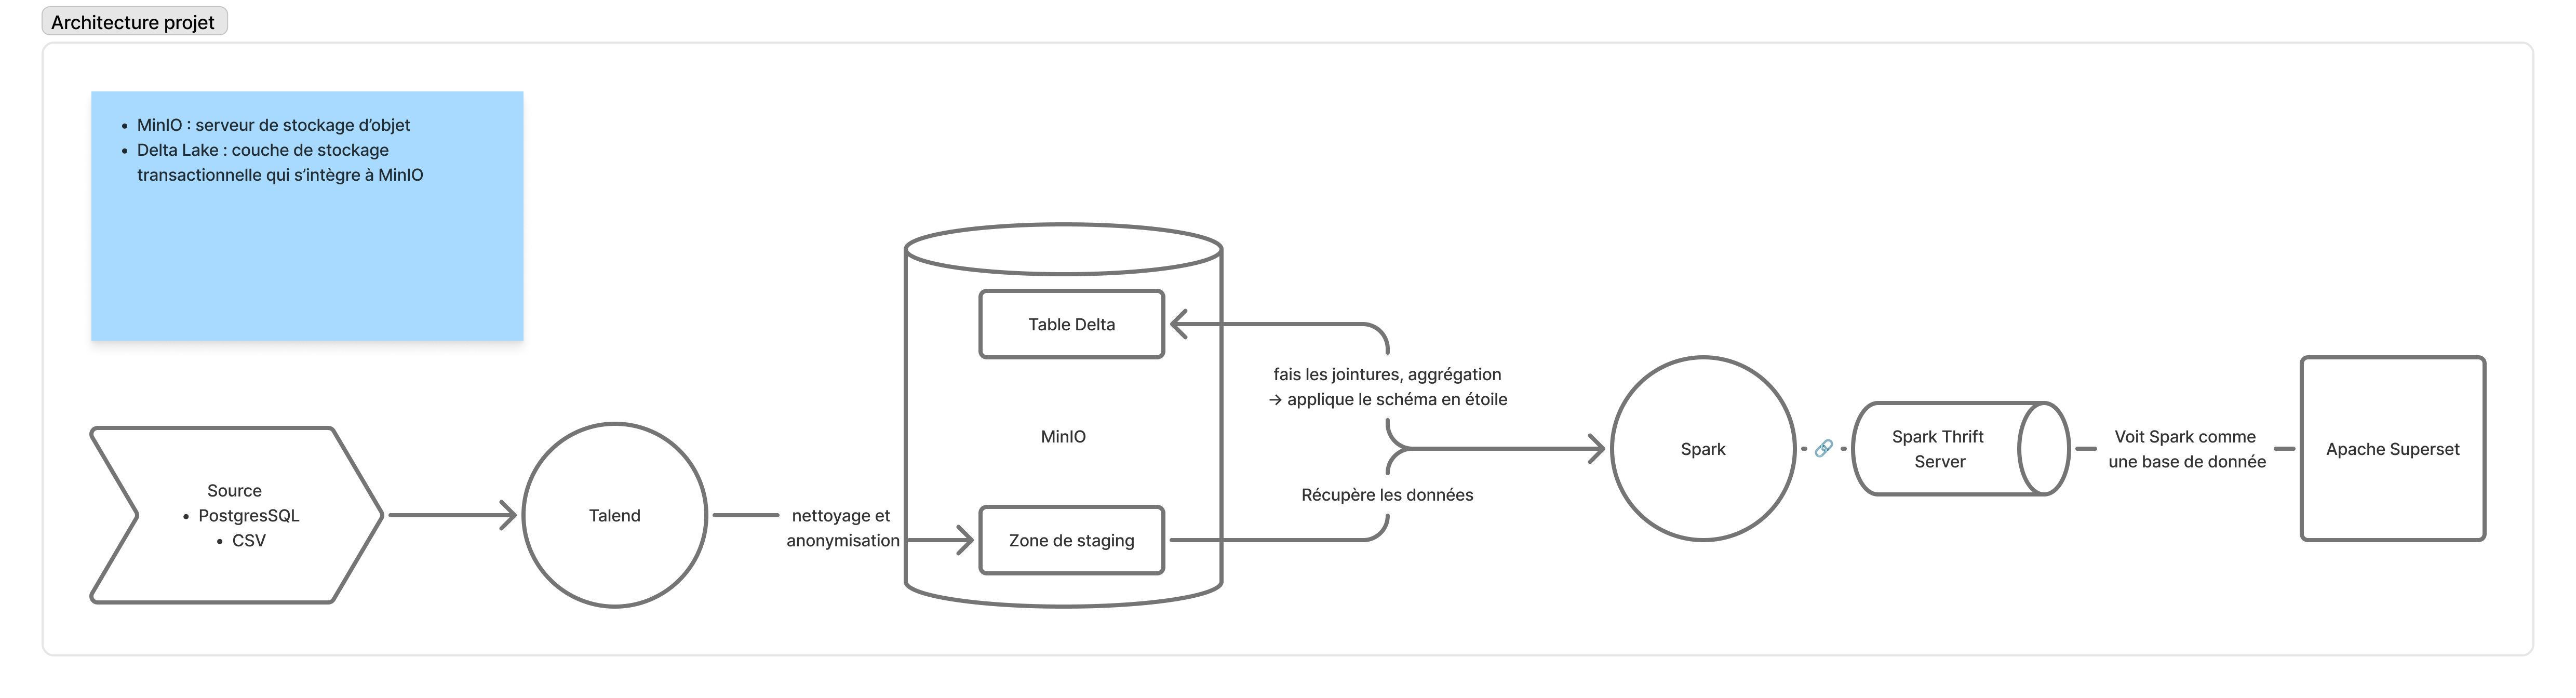 Architecture projet
• MinIO : serveur de stockage d’objet
• Delta Lake : couche de stockage
transactionnelle qui s’intègre à MinIO
Source
• PostgresSQL
• CSV
Talend
nettoyage et
anonymisation
Table Delta
MinIO
Zone de staging
fais les jointures, aggrégation
→ applique le schéma en étoile
Récupère les données
Spark
Spark Thrift
Server
Voit Spark comme
une base de donnée
Apache Superset